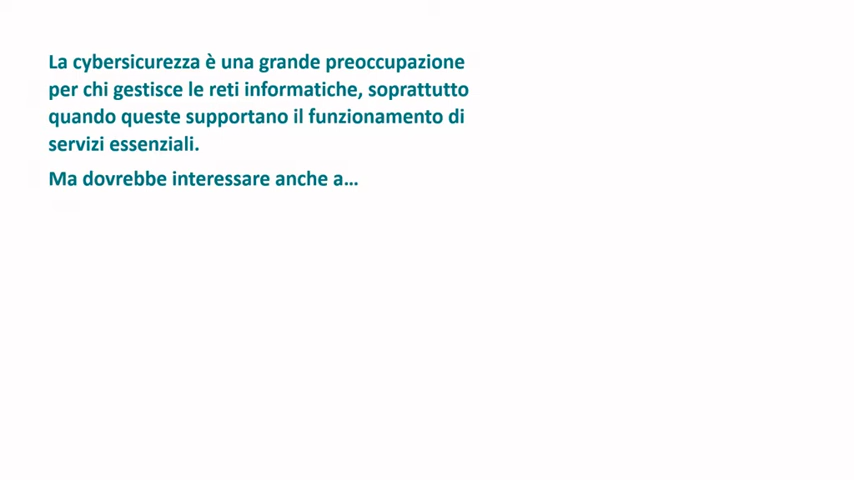 La cybersicurezza è una grande preoccupazione
per chi gestisce le reti informatiche, soprattutto
quando queste supportano il funzionamento di
servizi essenziali.
Ma dovrebbe interessare anche a…